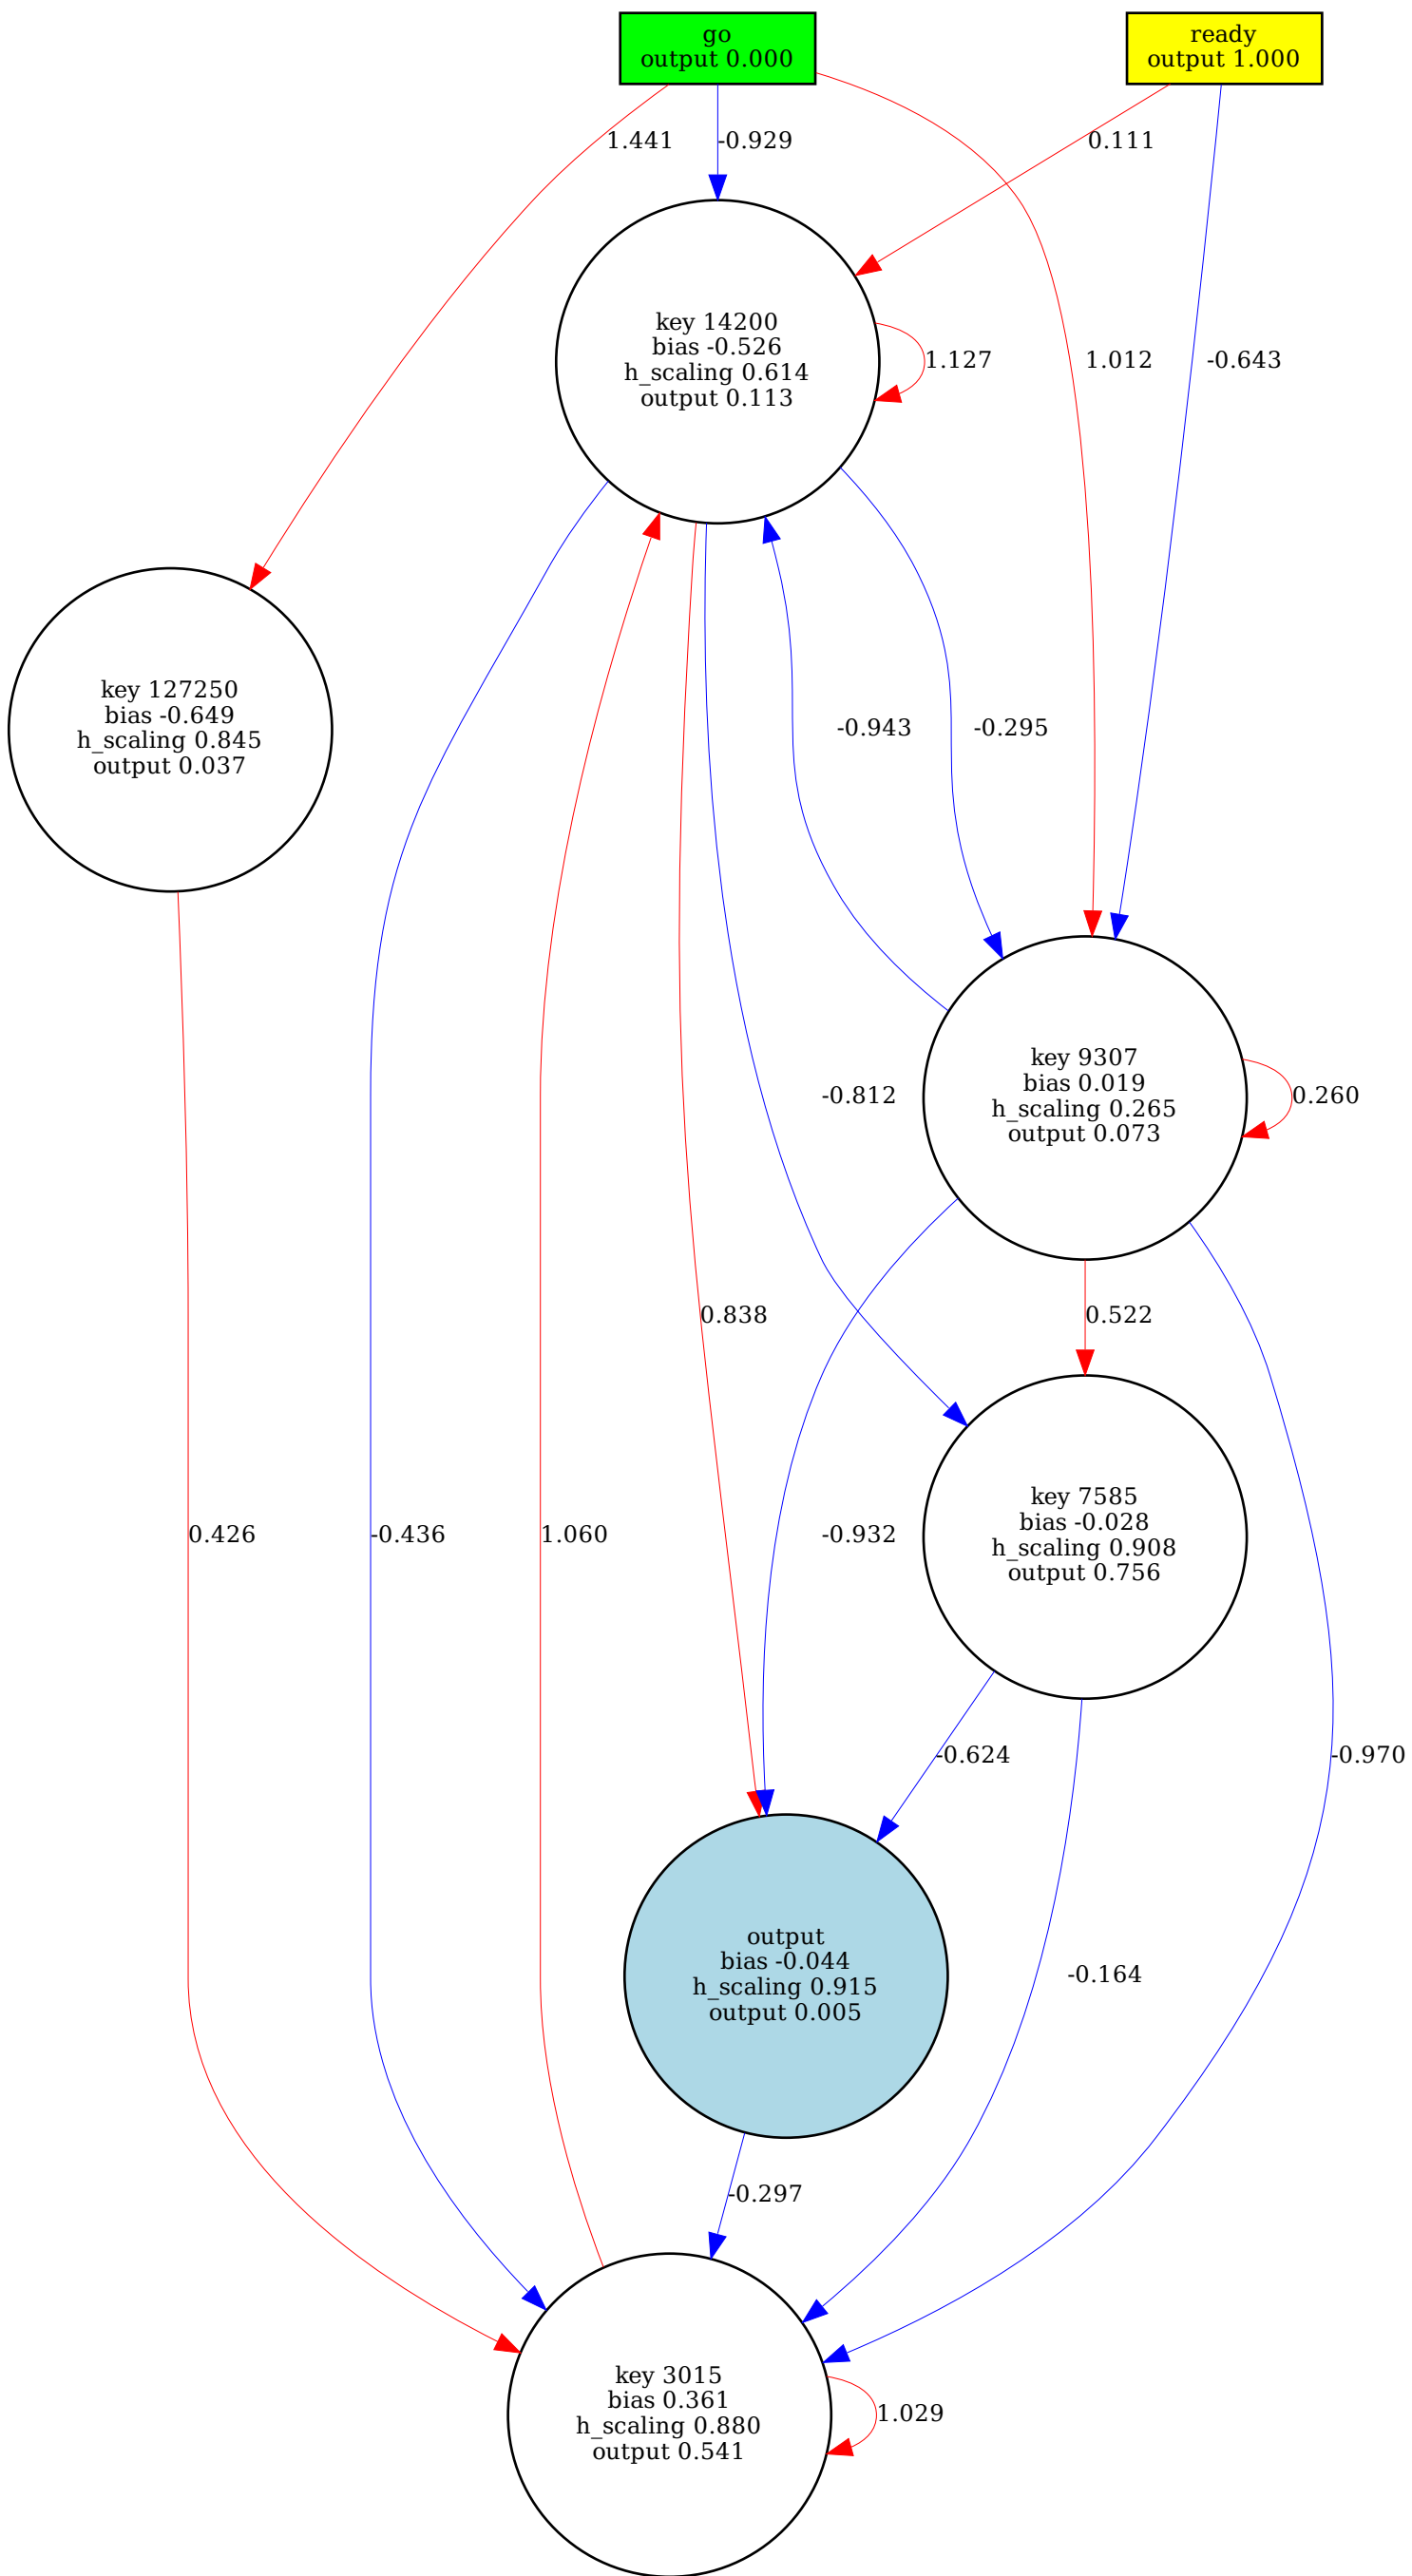 go
output 0.000
ready
output 1.000
1.441
-0.929
0.111
key 14200
bias -0.526
h_scaling 0.614
output 0.113
1.127
1.012
-0.643
key 127250
bias -0.649
h_scaling 0.845
output 0.037
-0.943
-0.295
key 9307
bias 0.019
h_scaling 0.265
output 0.073
-0.812
0.260
0.838
0.522
key 7585
bias -0.028
h_scaling 0.908
output 0.756
0.426
-0.436
1.060
-0.932
-0.624
-0.970
output
bias -0.044
h_scaling 0.915
output 0.005
-0.164
-0.297
key 3015
bias 0.361
h_scaling 0.880
output 0.541
1.029